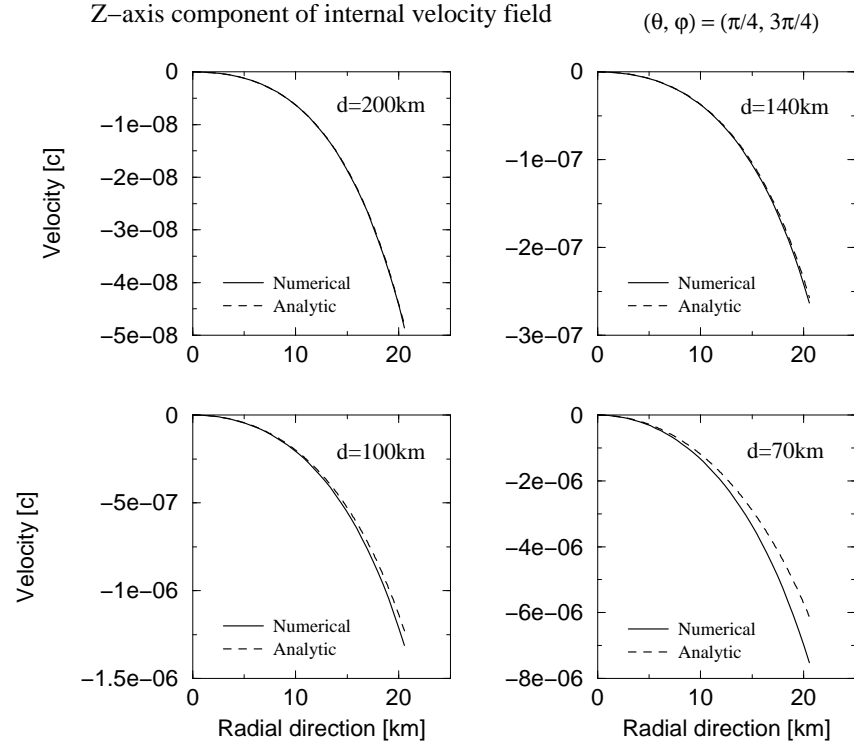 Z−axis component of internal velocity field
(θ, φ) = (π/4, 3π/4)
d=200km
0
−1e−08
−2e−08
−3e−08
−4e−08
−5e−08
Velocity [c]
Numerical
Analytic
0 10 20
d=140km
0
−1e−07
−2e−07
−3e−07
Numerical
Analytic
0 10 20
d=100km
0
−5e−07
−1e−06
−1.5e−06
Velocity [c]
Numerical
Analytic
0 10 20
Radial direction [km]
d=70km
0
−2e−06
−4e−06
−6e−06
−8e−06
Numerical
Analytic
0 10 20
Radial direction [km]